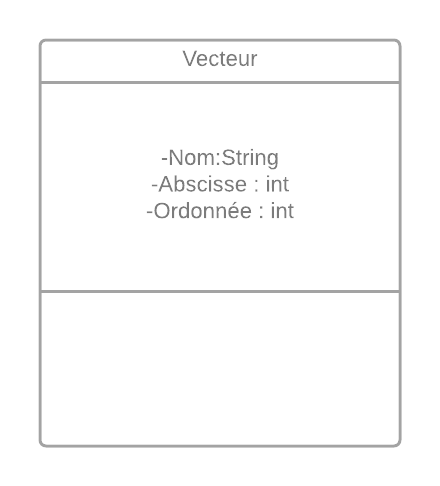 Vecteur
-Nom:String
-Abscisse : int
-Ordonnée : int